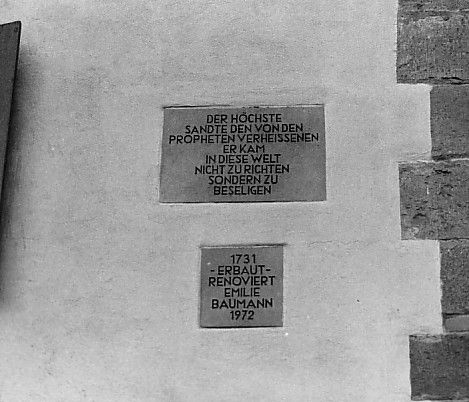 DER HÖCHSTE
SANDTE DEN VON DEN
PROPHETEN VERHEISSENEN
ER KAM
IN DIESE WELT
NICHT ZU RICHTEN
SONDERN ZU
BESELIGEN
1731
-ERBAUT-
RENOVIERT
EMILIE
BAUMANN
1972